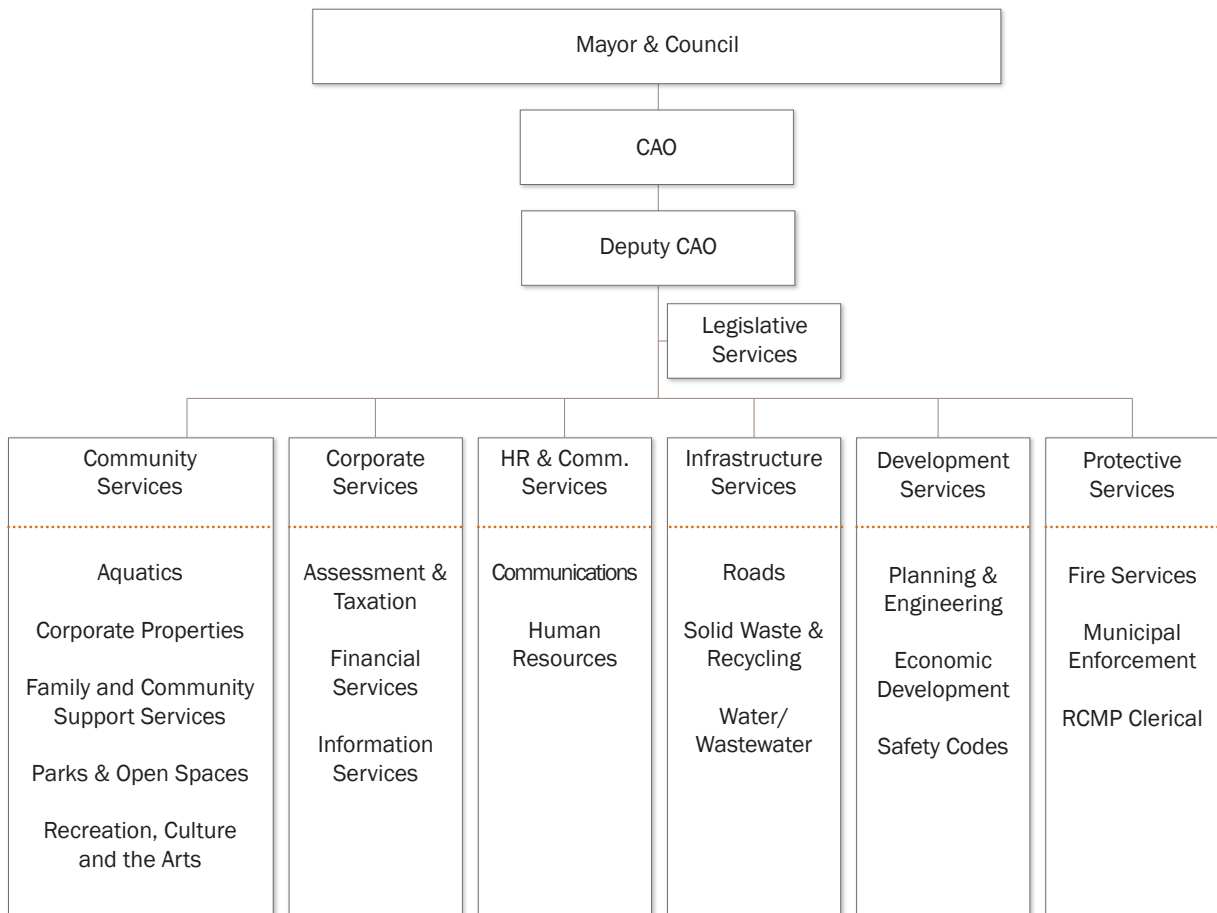 Mayor & Council
CAO
Deputy CAO
Legislative
Services
Community
Services
Aquatics
Corporate Properties
Family and Community
Support Services
Parks & Open Spaces
Recreation, Culture
and the Arts
Corporate
Services
Assessment &
Taxation
Financial
Services
Information
Services
HR & Comm.
Services
Communications
Human
Resources
Infrastructure
Services
Roads
Solid Waste &
Recycling
Water/
Wastewater
Development
Services
Planning &
Engineering
Economic
Development
Safety Codes
Protective
Services
Fire Services
Municipal
Enforcement
RCMP Clerical